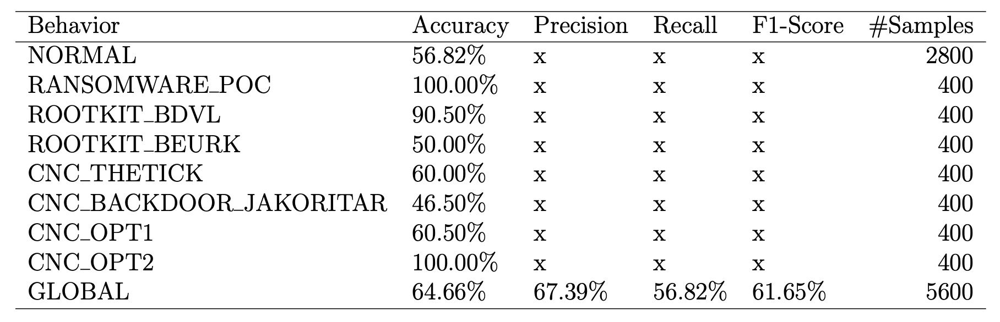 Behavior Accuracy Precision Recall F1-Score #Samples
NORMAL 56.82% x x x 2800
RANSOMWARE_POC 100.00% x x x 400
ROOTKIT_BDVL 90.50% x x x 400
ROOTKIT_BEURK 50.00% x x x 400
CNC_THETICK 60.00% x x x 400
CNC_BACKDOOR_JAKORITAR 46.50% x x x 400
CNC_OPT1 60.50% x x x 400
CNC_OPT2 100.00% x x x 400
GLOBAL 64.66% 67.39% 56.82% 61.65% 5600